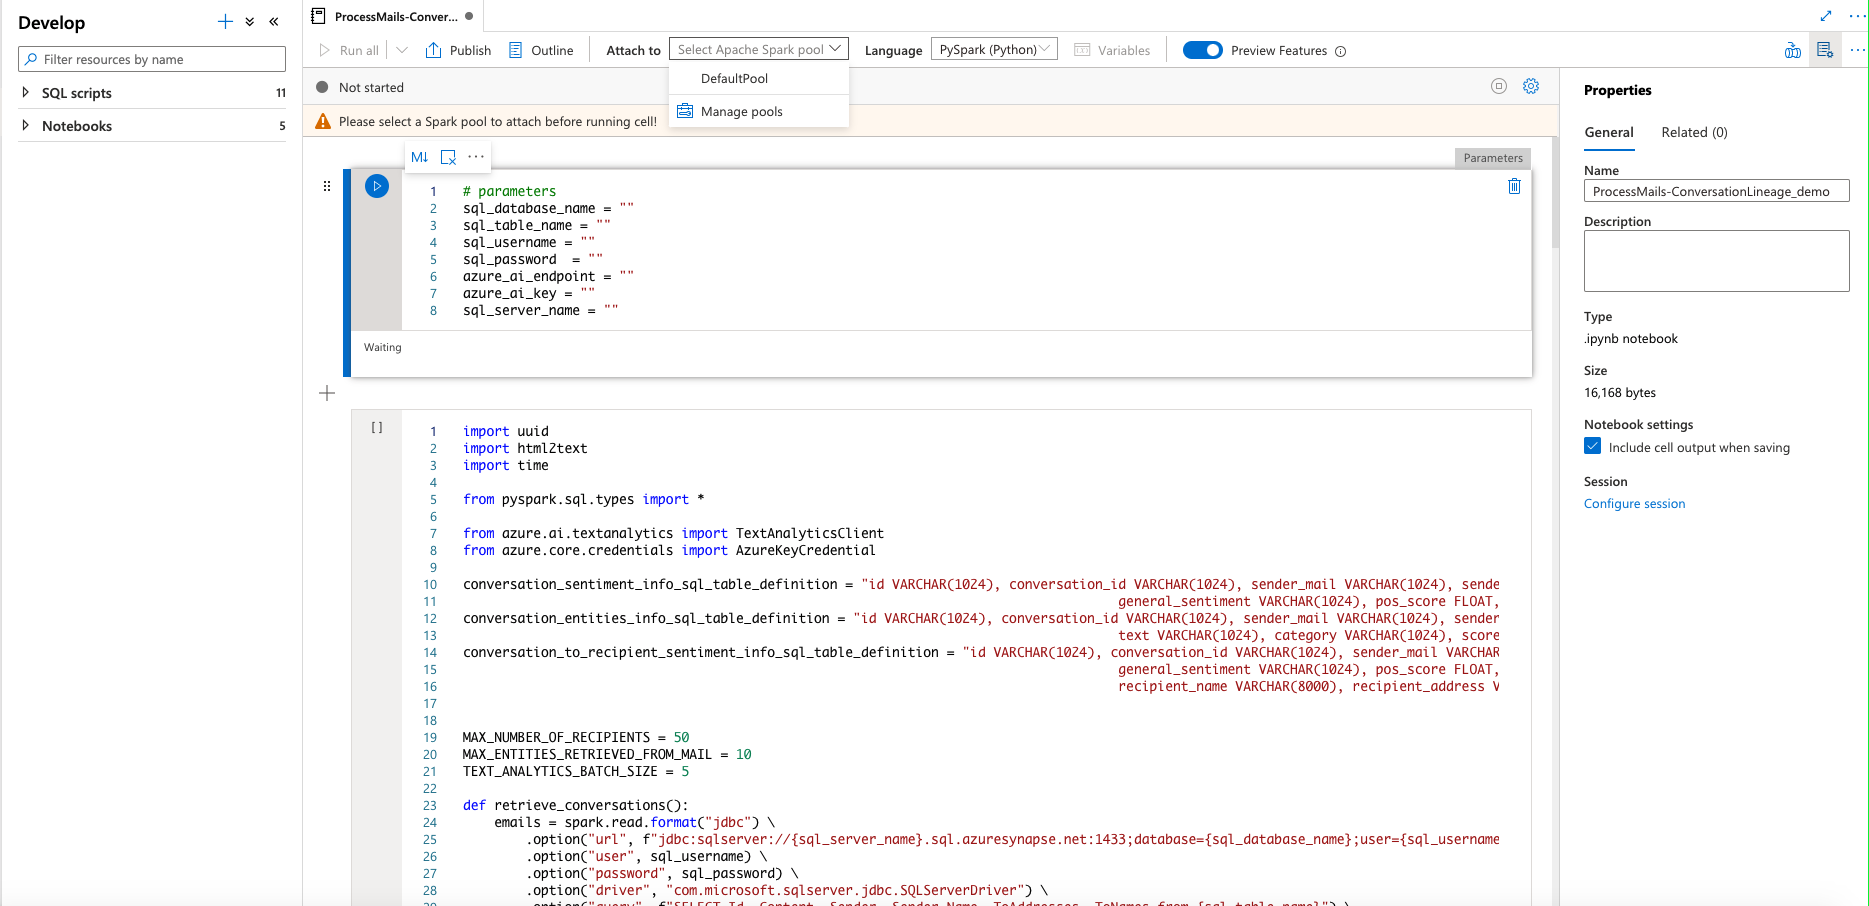 Develop
Filter resources by name
SQL scripts 11
Notebooks 5
ProcessMails-Conver...
Run all
Publish
Outline
Attach to
Select Apache Spark pool
Language
PySpark (Python)
Variables
Preview Features
DefaultPool
Manage pools
Not started
Please select a Spark pool to attach before running cell!
M↓
Parameters
1 # parameters
2 sql_database_name = ""
3 sql_table_name = ""
4 sql_username = ""
5 sql_password  = ""
6 azure_ai_endpoint = ""
7 azure_ai_key = ""
8 sql_server_name = ""
Waiting
[ ]
1 import uuid
2 import html2text
3 import time
4
5 from pyspark.sql.types import *
6
7 from azure.ai.textanalytics import TextAnalyticsClient
8 from azure.core.credentials import AzureKeyCredential
9
10 conversation_sentiment_info_sql_table_definition = "id VARCHAR(1024), conversation_id VARCHAR(1024), sender_mail VARCHAR(1024), sende
11 general_sentiment VARCHAR(1024), pos_score FLOAT,
12 conversation_entities_info_sql_table_definition = "id VARCHAR(1024), conversation_id VARCHAR(1024), sender_mail VARCHAR(1024), sender
13 text VARCHAR(1024), category VARCHAR(1024), score
14 conversation_to_recipient_sentiment_info_sql_table_definition = "id VARCHAR(1024), conversation_id VARCHAR(1024), sender_mail VARCHAR
15 general_sentiment VARCHAR(1024), pos_score FLOAT,
16 recipient_name VARCHAR(8000), recipient_address V
17
18
19 MAX_NUMBER_OF_RECIPIENTS = 50
20 MAX_ENTITIES_RETRIEVED_FROM_MAIL = 10
21 TEXT_ANALYTICS_BATCH_SIZE = 5
22
23 def retrieve_conversations():
24 emails = spark.read.format("jdbc") \
25 .option("url", f"jdbc:sqlserver://{sql_server_name}.sql.azuresynapse.net:1433;database={sql_database_name};user={sql_username
26 .option("user", sql_username) \
27 .option("password", sql_password) \
28 .option("driver", "com.microsoft.sqlserver.jdbc.SQLServerDriver") \
Properties
General
Related (0)
Name
ProcessMails-ConversationLineage_demo
Description
Type
.ipynb notebook
Size
16,168 bytes
Notebook settings
Include cell output when saving
Session
Configure session